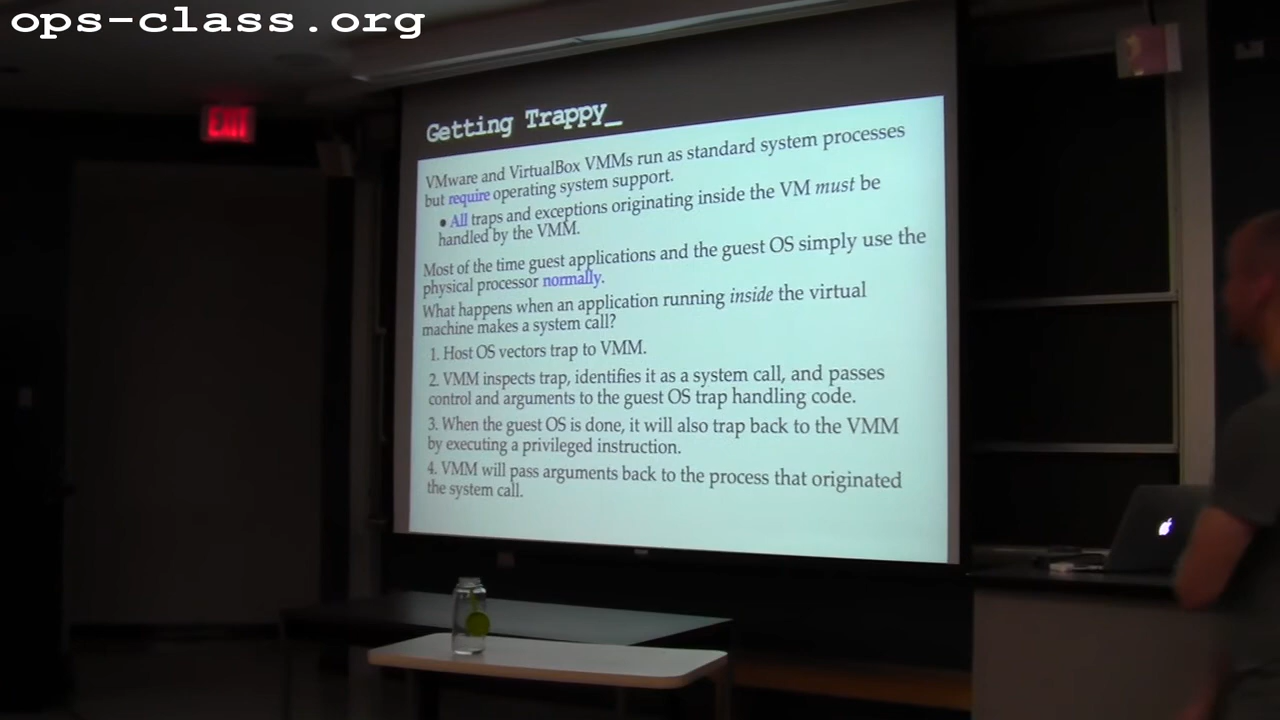 ops-class.org
EXIT
Getting Trappy_
VMware and VirtualBox VMMs run as standard system processes
but require operating system support.
● All traps and exceptions originating inside the VM must be
handled by the VMM.
Most of the time guest applications and the guest OS simply use the
physical processor normally.
What happens when an application running inside the virtual
machine makes a system call?
1. Host OS vectors trap to VMM.
2. VMM inspects trap, identifies it as a system call, and passes
control and arguments to the guest OS trap handling code.
3. When the guest OS is done, it will also trap back to the VMM
by executing a privileged instruction.
4. VMM will pass arguments back to the process that originated
the system call.